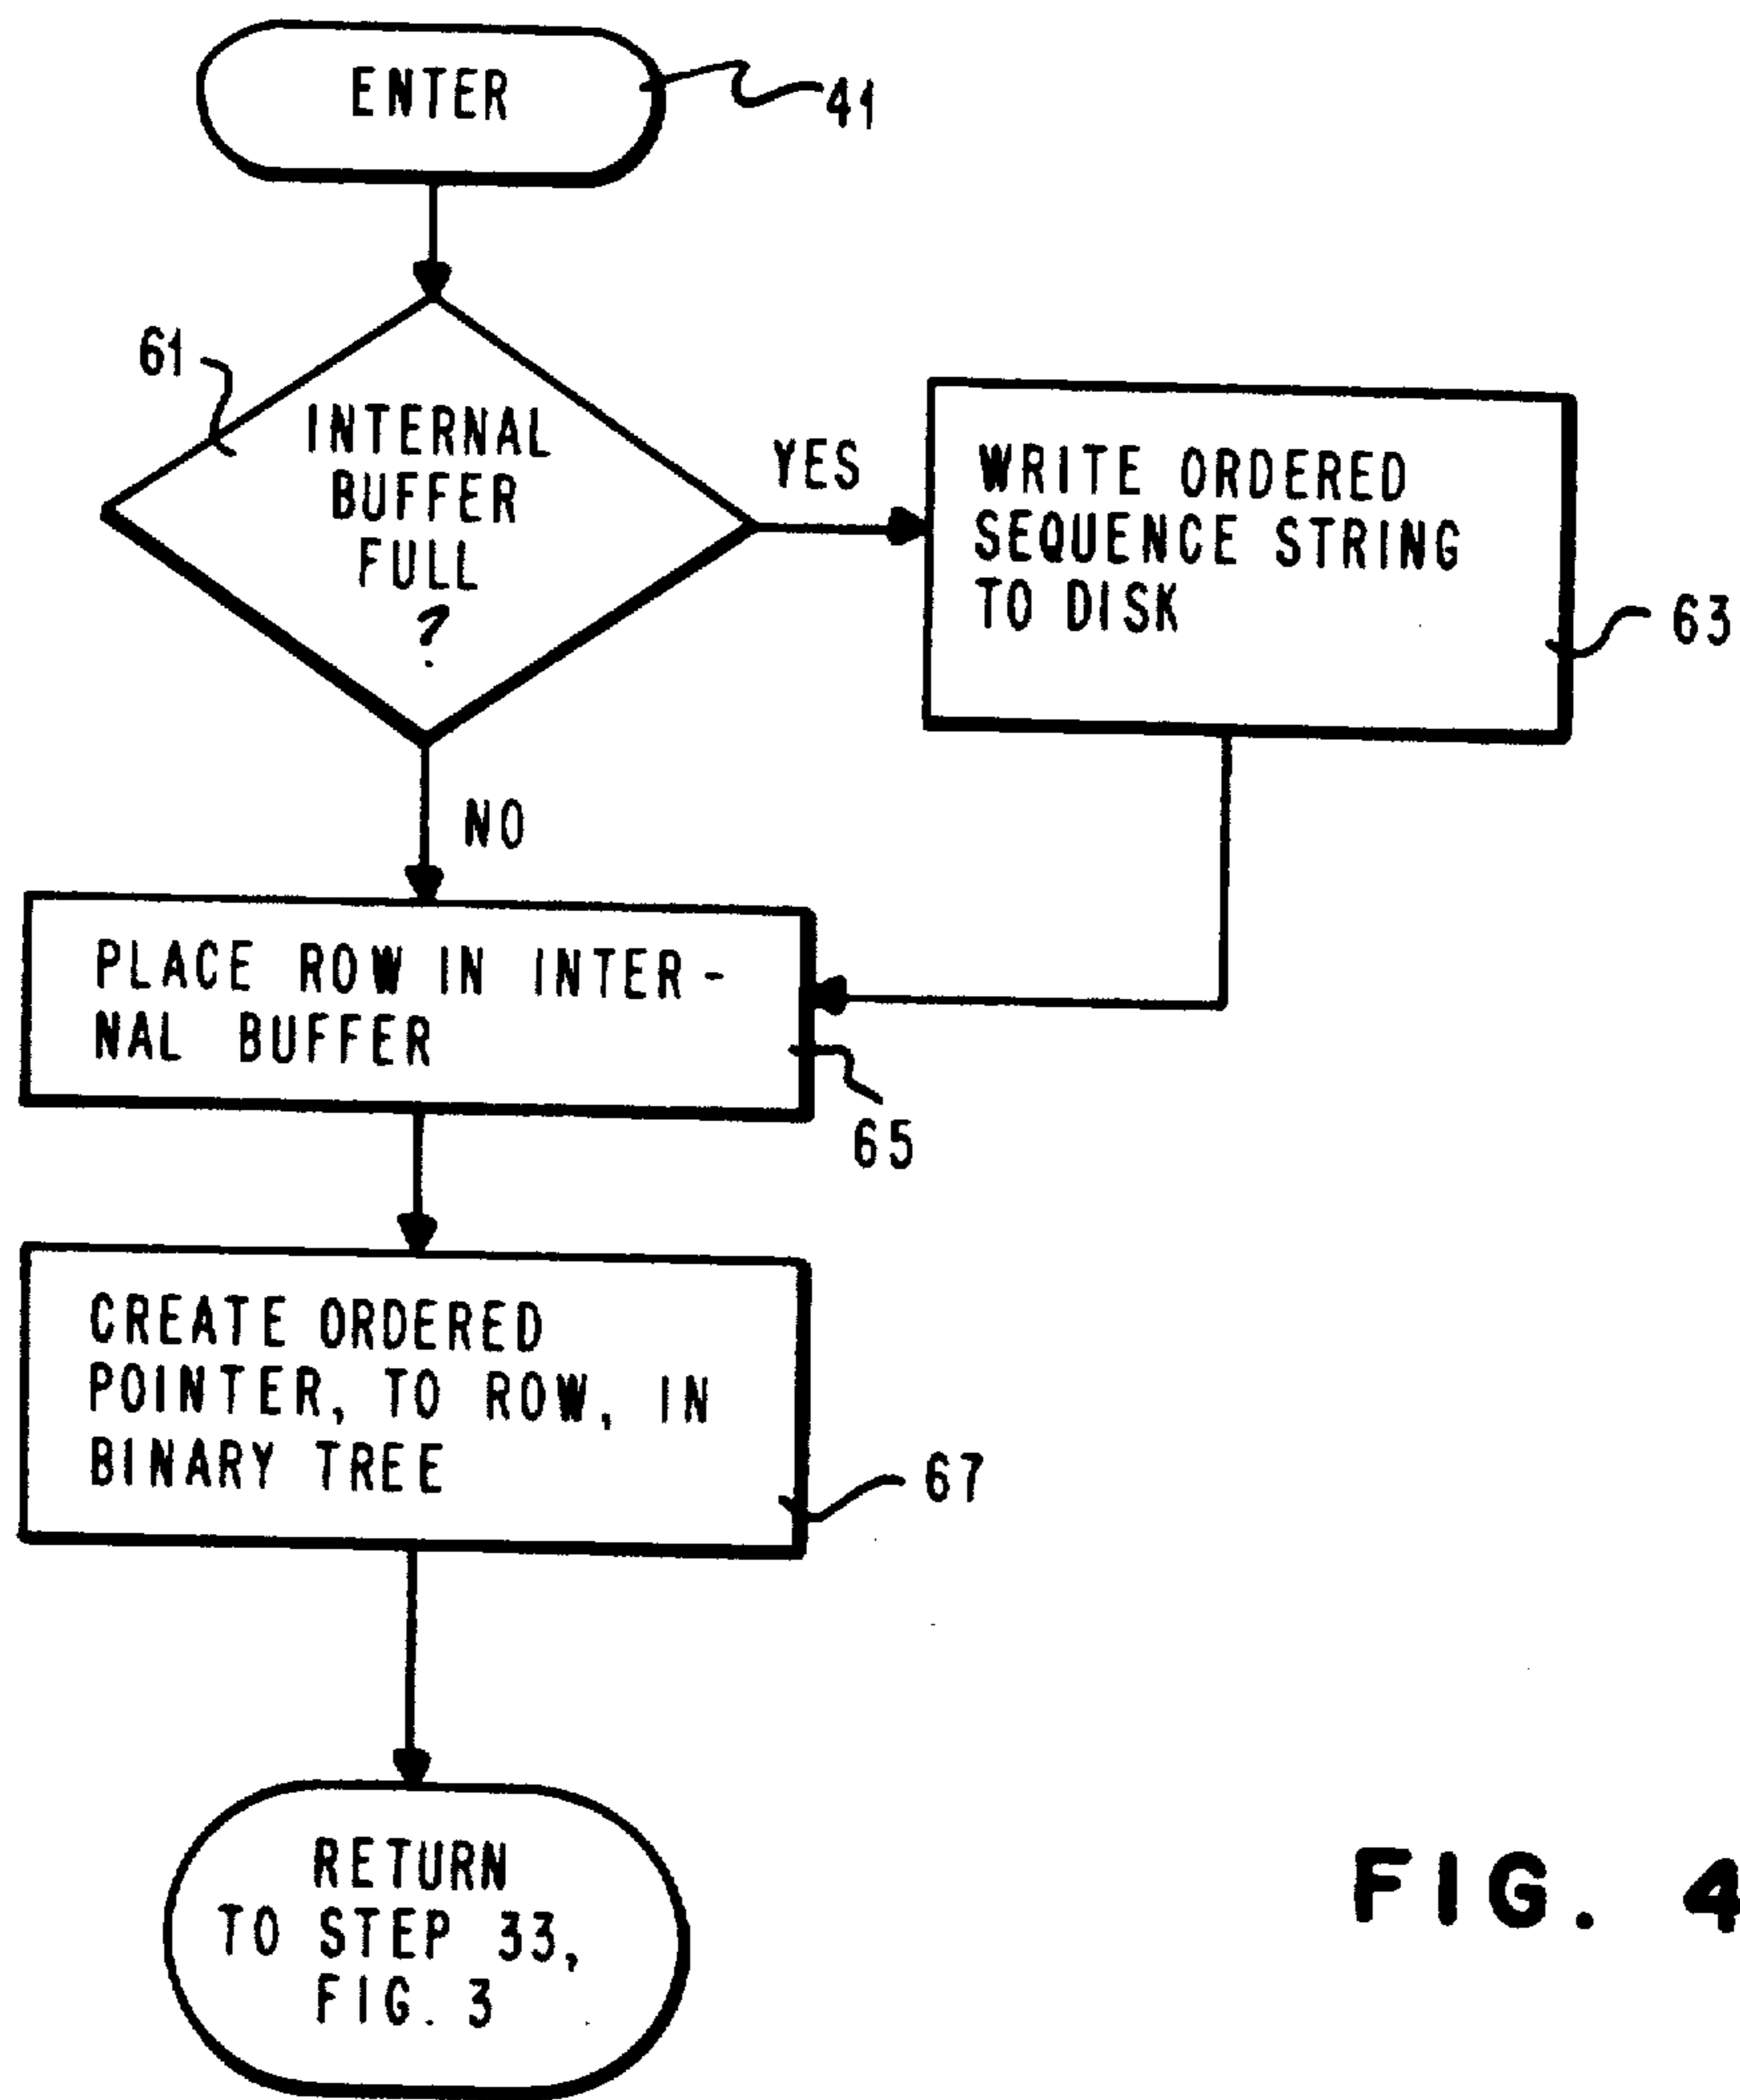 ENTER
41
61
INTERNAL
BUFFER
FULL
?
YES
WRITE ORDERED
SEQUENCE STRING
TO DISK
63
NO
PLACE ROW IN INTER-
NAL BUFFER
65
CREATE ORDERED
POINTER, TO ROW, IN
BINARY TREE
67
RETURN
TO STEP 33,
FIG. 3
FIG. 4